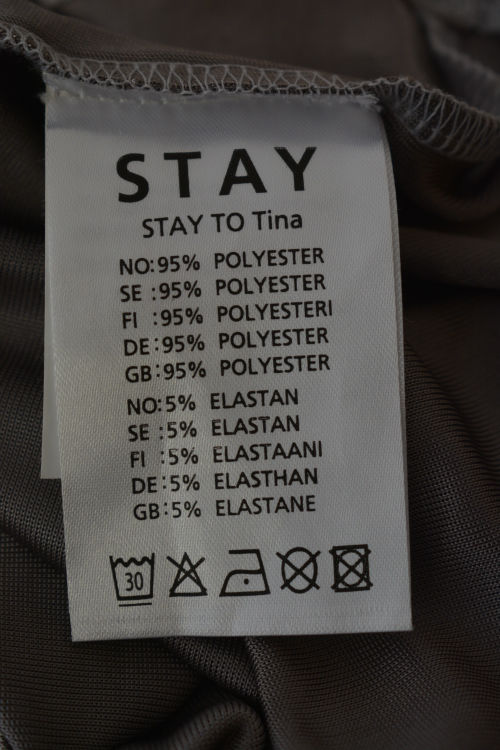 STAY
STAY TO Tina
NO:95% POLYESTER
SE :95% POLYESTER
FI :95% POLYESTERI
DE:95% POLYESTER
GB:95% POLYESTER
NO:5% ELASTAN
SE :5% ELASTAN
FI :5% ELASTAANI
DE:5% ELASTHAN
GB:5% ELASTANE
30